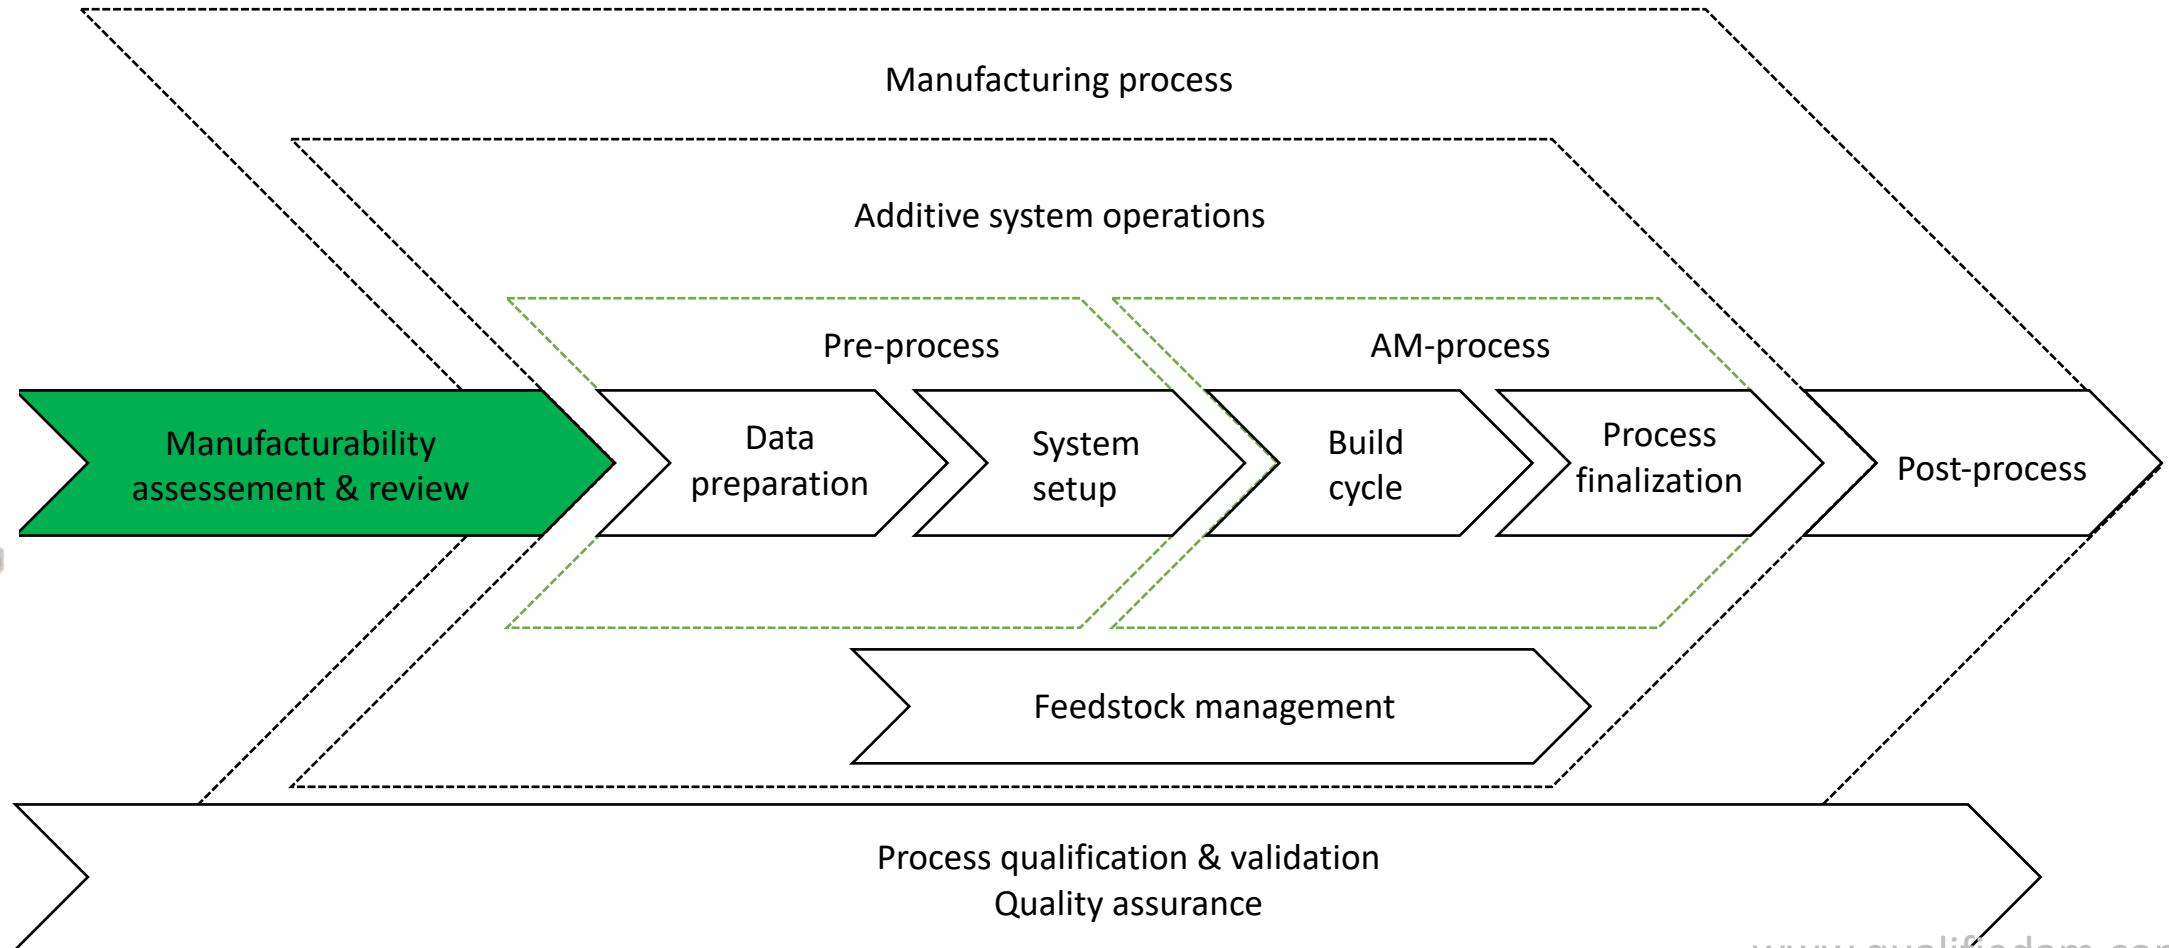 Manufacturing process
Additive system operations
Pre-process
AM-process
Manufacturability
assessement & review
Data
preparation
System
setup
Build
cycle
Process
finalization
Post-process
Feedstock management
Process qualification & validation
Quality assurance